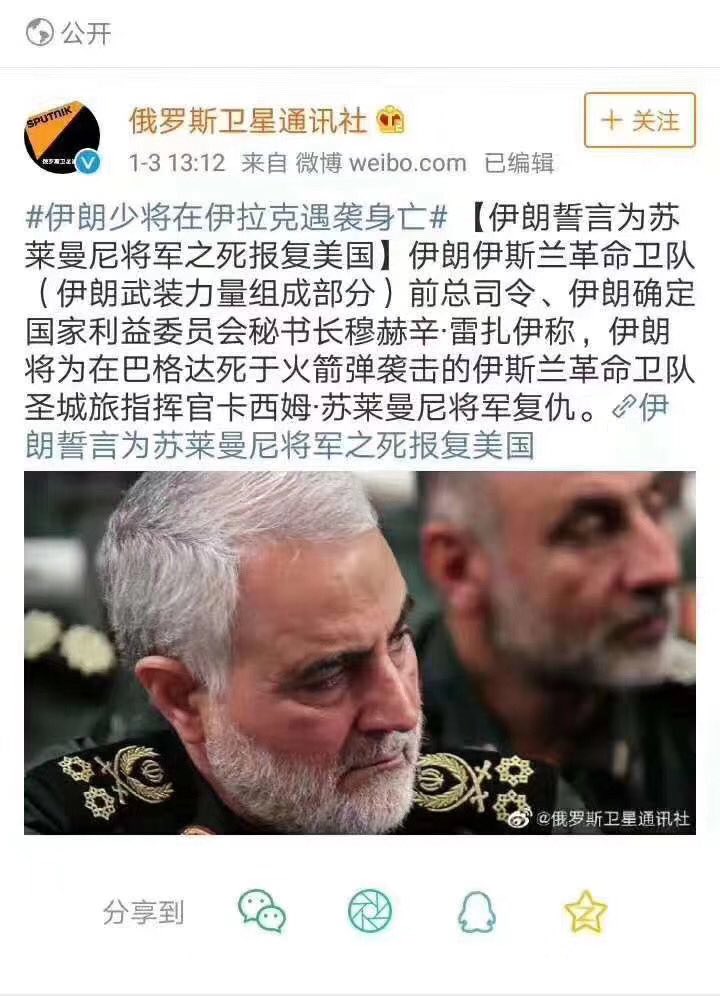 公开
SPUTNIK
俄罗斯卫星通讯社
+ 关注
1-3 13:12 来自 微博 weibo.com 已编辑
#伊朗少将在伊拉克遇袭身亡# 【伊朗誓言为苏
莱曼尼将军之死报复美国】伊朗伊斯兰革命卫队
（伊朗武装力量组成部分）前总司令、伊朗确定
国家利益委员会秘书长穆赫辛·雷扎伊称，伊朗
将为在巴格达死于火箭弹袭击的伊斯兰革命卫队
圣城旅指挥官卡西姆·苏莱曼尼将军复仇。伊
朗誓言为苏莱曼尼将军之死报复美国
@俄罗斯卫星通讯社
分享到